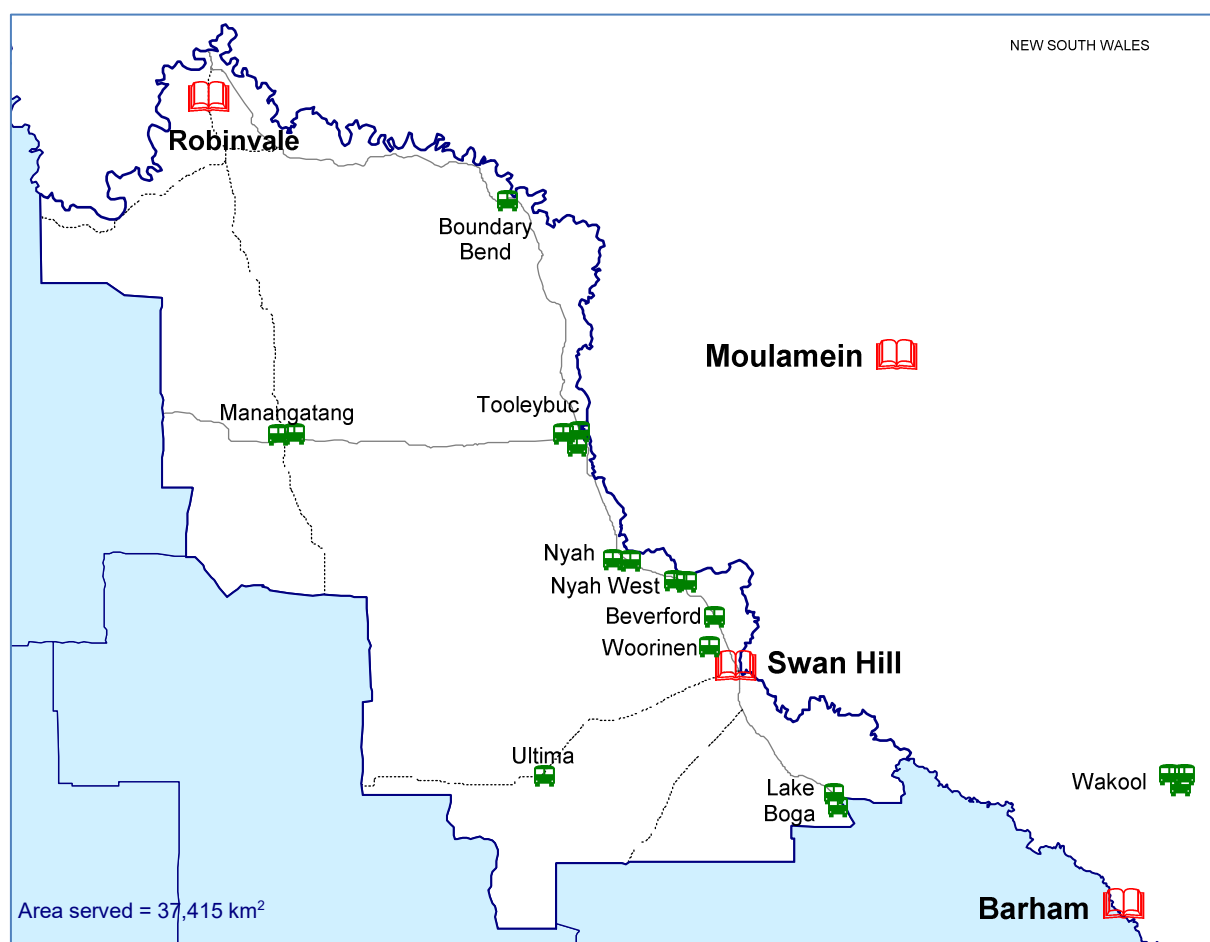 NEW SOUTH WALES
Robinvale
Boundary
Bend
Moulamein
Tooleybuc
Manangatang
Nyah
Nyah West
Beverford
Woorinen
Swan Hill
Ultima
Lake
Boga
Wakool
Barham
Area served = 37,415 km²